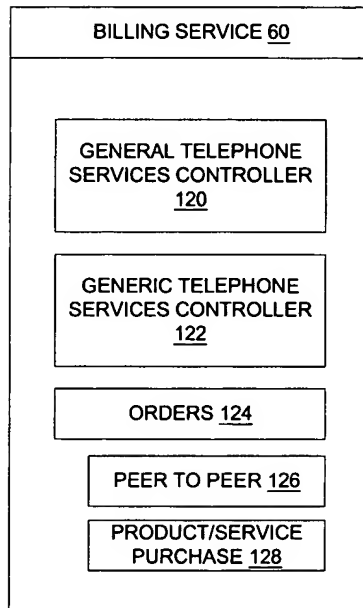 BILLING SERVICE 60
GENERAL TELEPHONE
SERVICES CONTROLLER
120
GENERIC TELEPHONE
SERVICES CONTROLLER
122
ORDERS 124
PEER TO PEER 126
PRODUCT/SERVICE
PURCHASE 128